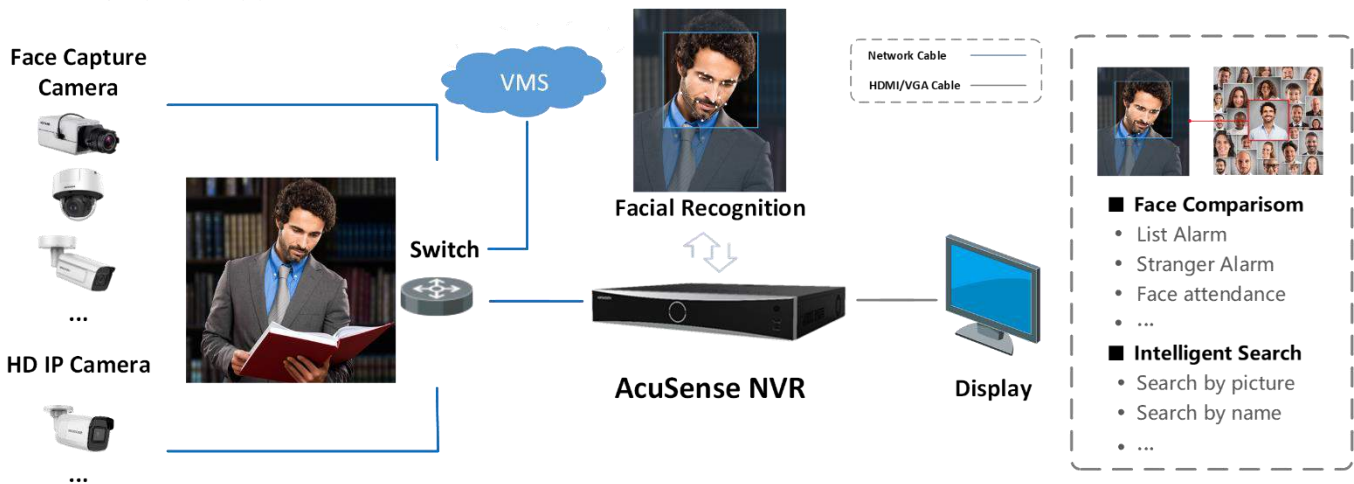 Face Capture
Camera
...
HD IP Camera
...
Switch
VMS
Facial Recognition
AcuSense NVR
Display
Network Cable
HDMI/VGA Cable
■ Face Comparisom
• List Alarm
• Stranger Alarm
• Face attendance
• ...
■ Intelligent Search
• Search by picture
• Search by name
• ...